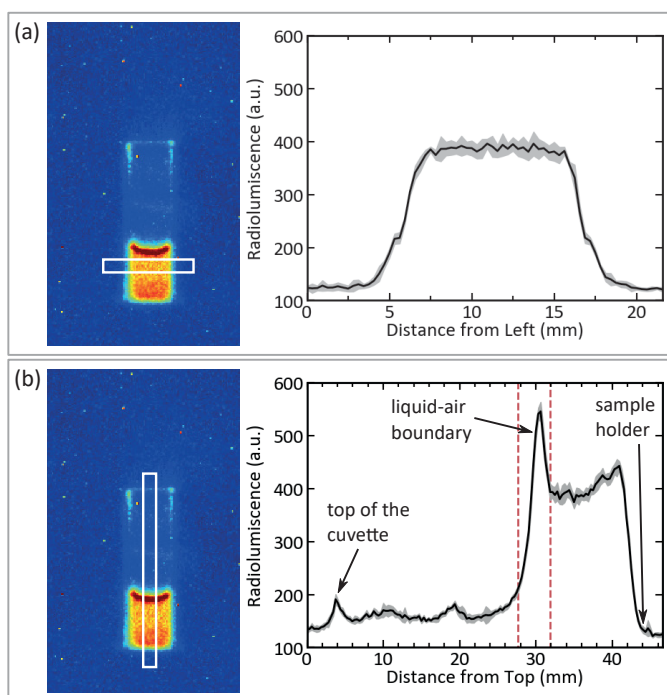 (a)
600
500
400
300
200
100
Radiolumiscence (a.u.)
0 5 10 15 20
Distance from Left (mm)
(b)
600
500
400
300
200
100
Radiolumiscence (a.u.)
liquid-air
boundary
sample
holder
top of the
cuvette
0 10 20 30 40
Distance from Top (mm)